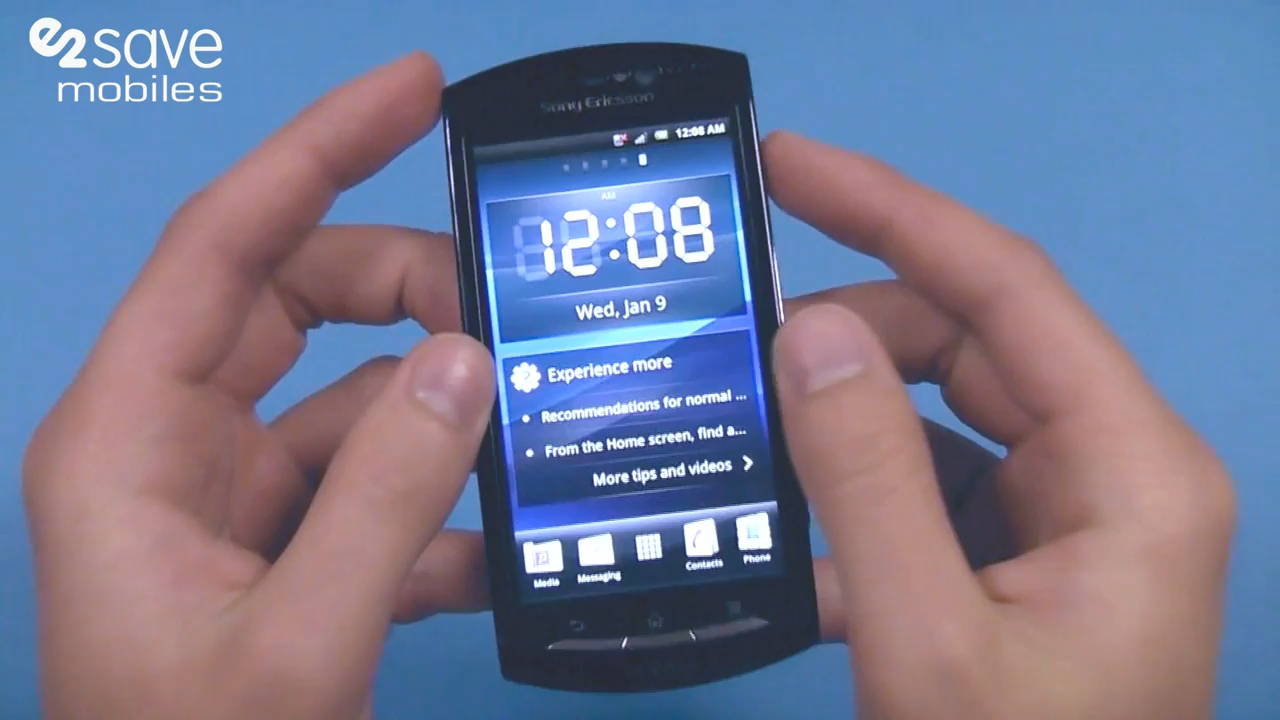 e2save
mobiles
Sony Ericsson
12:08 AM
AM
12:08
Wed, Jan 9
Experience more
Recommendations for normal ...
From the Home screen, find a...
More tips and videos
Media
Messaging
Contacts
Phone